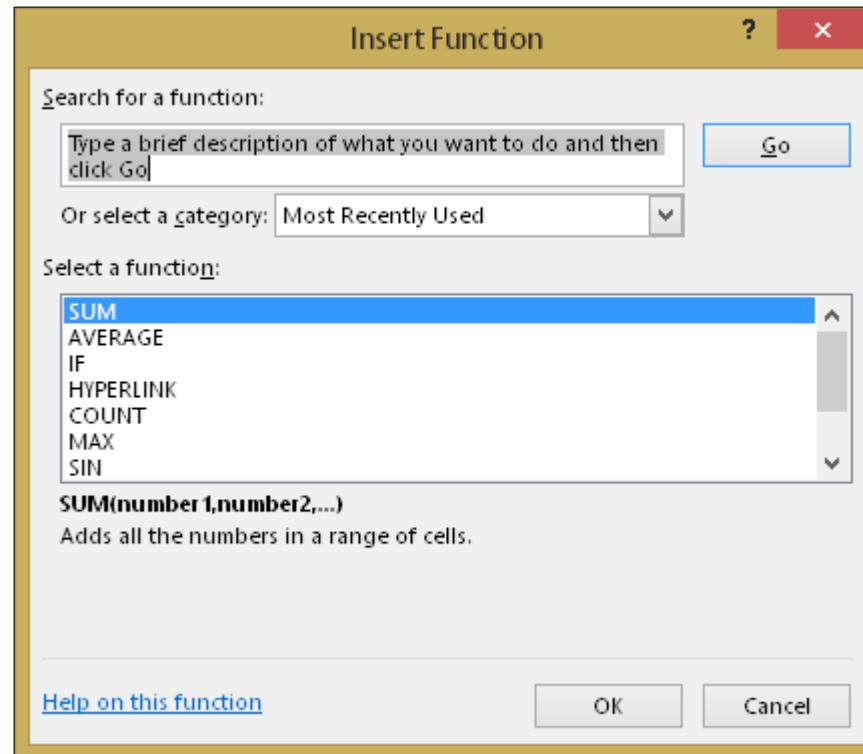 Insert Function
?
Search for a function:
Type a brief description of what you want to do and then
click Go
Go
Or select a category: Most Recently Used
Select a function:
SUM
AVERAGE
IF
HYPERLINK
COUNT
MAX
SIN
SUM(number1,number2,...)
Adds all the numbers in a range of cells.
Help on this function
OK
Cancel